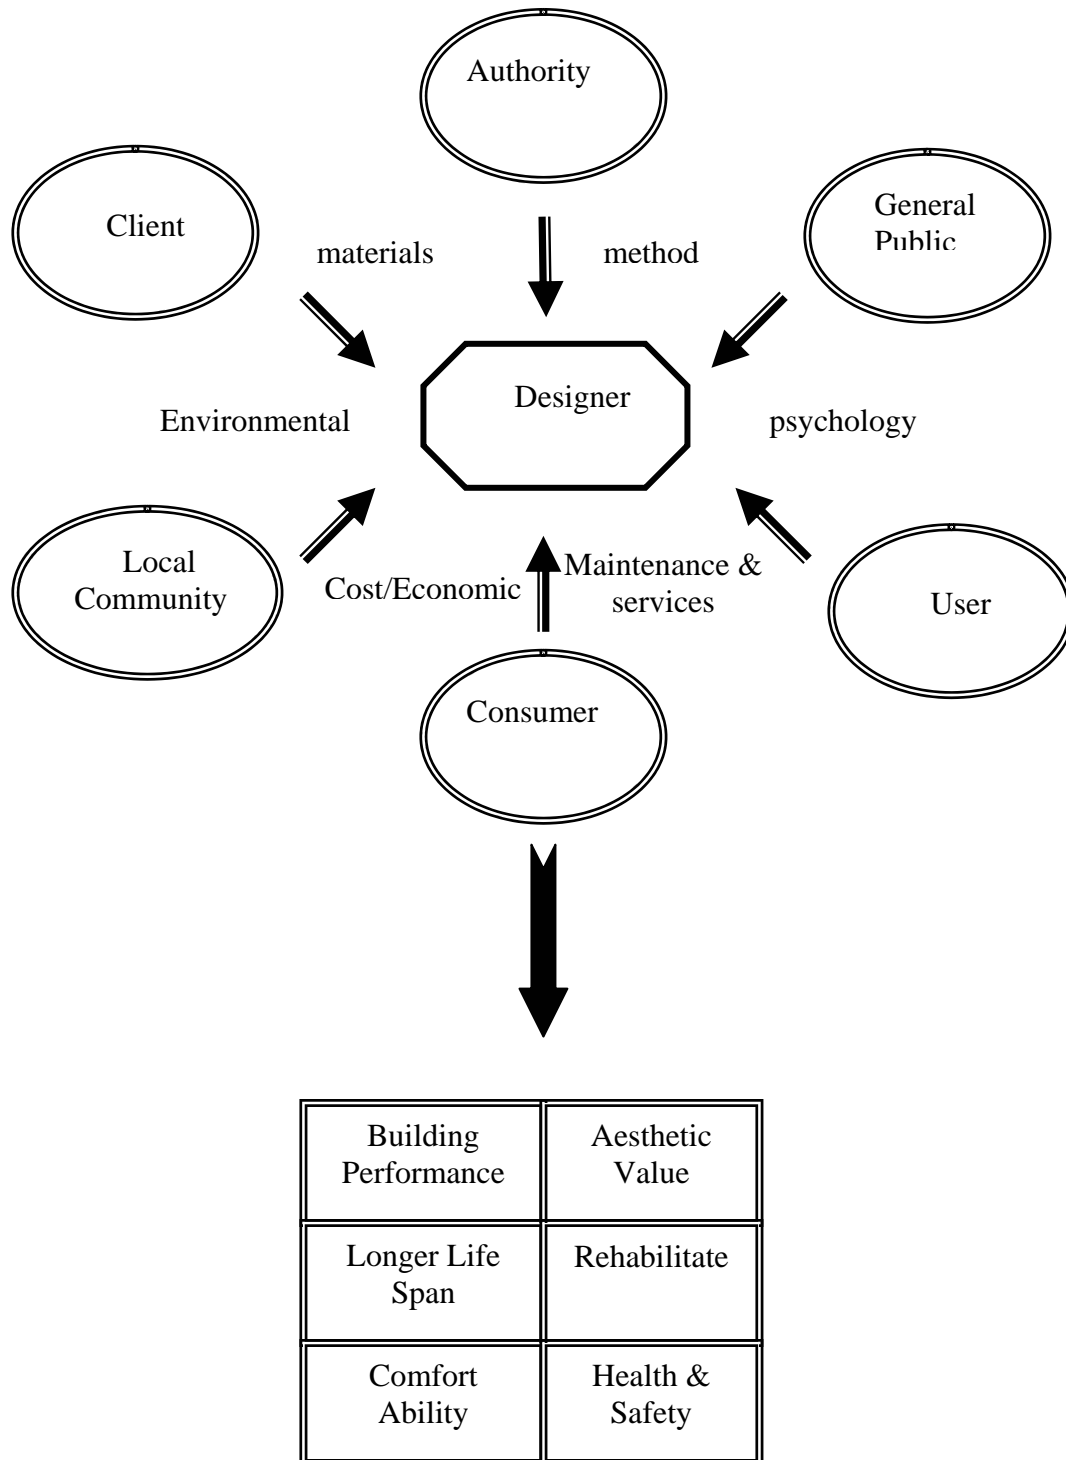 Authority
Client
General
Public
materials
method
Designer
Environmental
psychology
Local
Community
Cost/Economic
Maintenance &
services
User
Consumer
Building
Performance
Aesthetic
Value
Longer Life
Span
Rehabilitate
Comfort
Ability
Health &
Safety